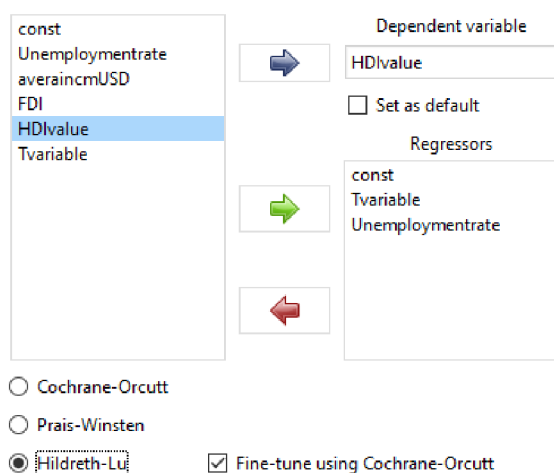 const
Unemploymentrate
averaincmUSD
FDI
HDIvalue
Tvariable
Dependent variable
HDIvalue
Set as default
Regressors
const
Tvariable
Unemploymentrate
Cochrane-Orcutt
Prais-Winsten
Hildreth-Lu
Fine-tune using Cochrane-Orcutt